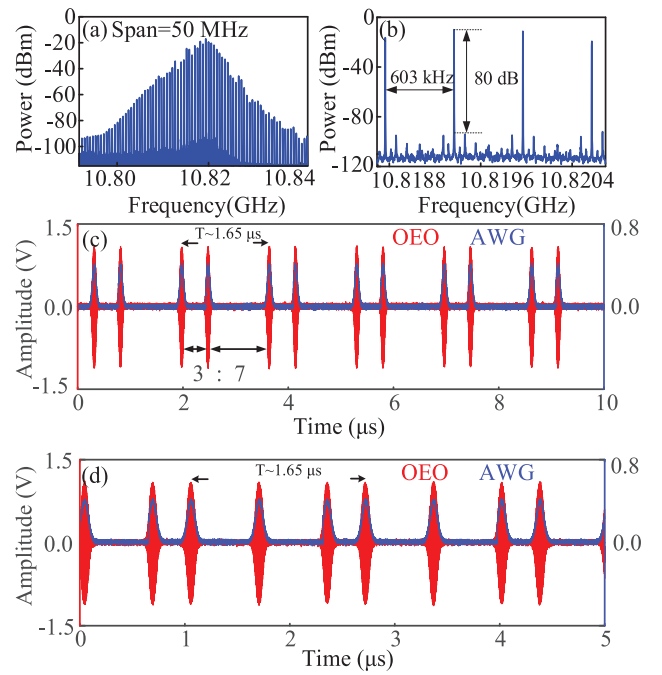 (a) Span=50 MHz
Power (dBm)
0
-40
-80
-120
10.80 10.82 10.84
Frequency(GHz)
(b)
Power (dBm)
0
-20
-40
-60
-80
-100
603 kHz
80 dB
10.8188 10.8196 10.8204
Frequency(GHz)
(c)
T~1.65 μs
OEO AWG
Amplitude (V)
1.5
0.0
-1.5
0.8
0.0
3 : 7
0 2 4 6 8 10
Time (μs)
(d)
T~1.65 μs
OEO AWG
Amplitude (V)
1.5
0.0
-1.5
0.8
0.0
0 1 2 3 4 5
Time (μs)